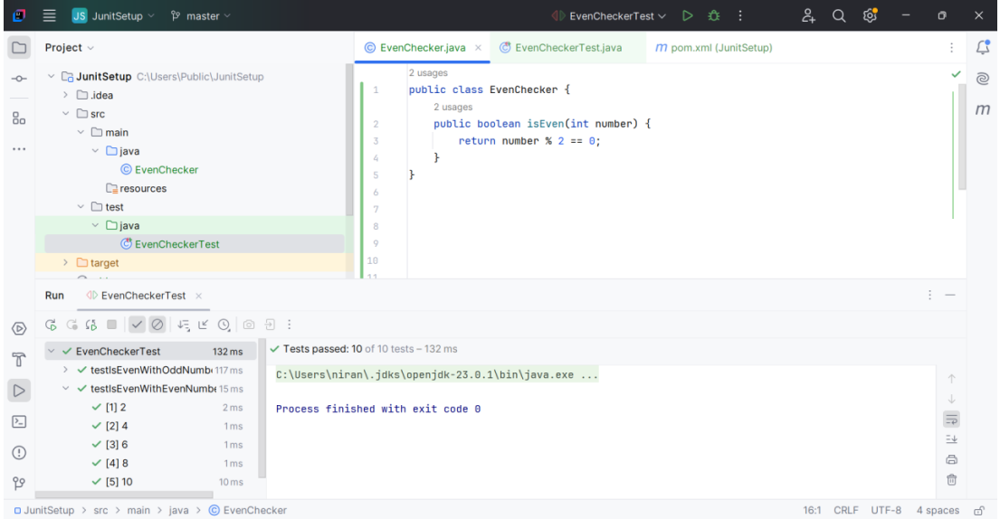 JS JunitSetup master EvenCheckerTest
Project
JunitSetup C:\Users\Public\JunitSetup
.idea
src
main
java
EvenChecker
resources
test
java
EvenCheckerTest
target
EvenChecker.java EvenCheckerTest.java m pom.xml (JunitSetup)
2 usages
1 public class EvenChecker {
2 usages
2 public boolean isEven(int number) {
3 return number % 2 == 0;
4 }
5 }
6
7
8
9
10
11
m
Run EvenCheckerTest
EvenCheckerTest 132 ms
testIsEvenWithOddNumb 117 ms
testIsEvenWithEvenNumbe 15 ms
[1] 2 2 ms
[2] 4 1 ms
[3] 6 1 ms
[4] 8 1 ms
[5] 10 10 ms
Tests passed: 10 of 10 tests – 132 ms
C:\Users\niran\.jdks\openjdk-23.0.1\bin\java.exe ...
Process finished with exit code 0
JunitSetup > src > main > java > EvenChecker 16:1 CRLF UTF-8 4 spaces